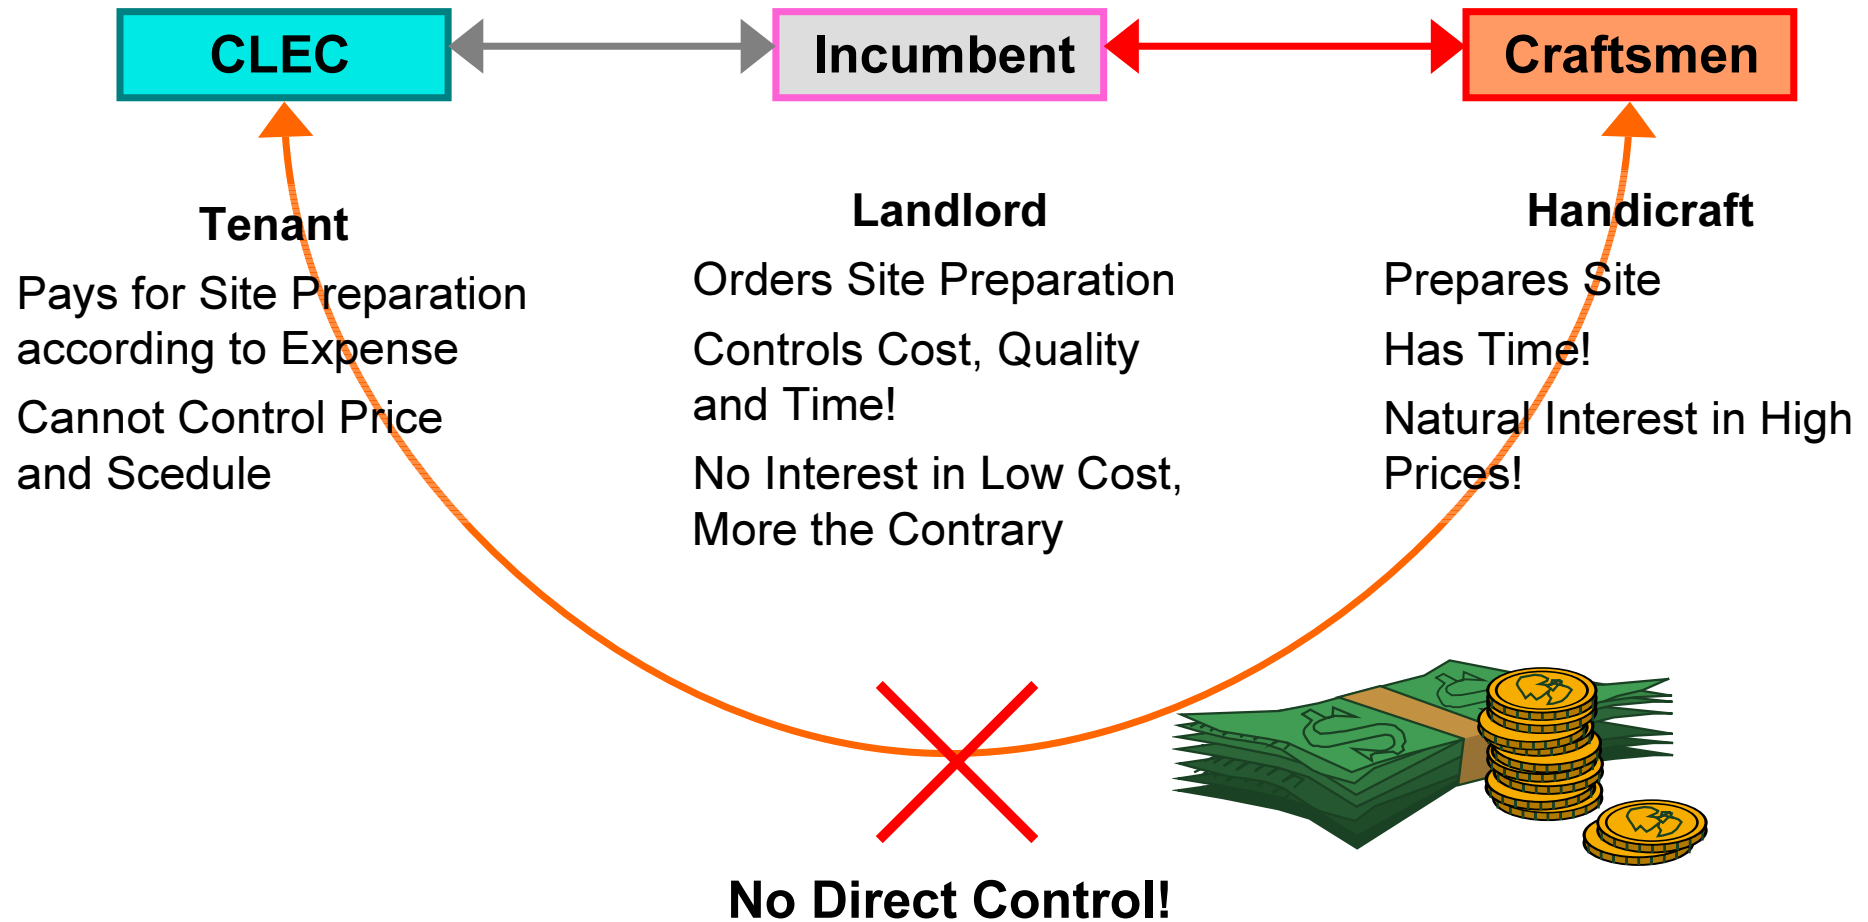 CLEC
Incumbent
Craftsmen
Tenant
Pays for Site Preparation
according to Expense
Cannot Control Price
and Scedule
Landlord
Orders Site Preparation
Controls Cost, Quality
and Time!
No Interest in Low Cost,
More the Contrary
Handicraft
Prepares Site
Has Time!
Natural Interest in High
Prices!
No Direct Control!